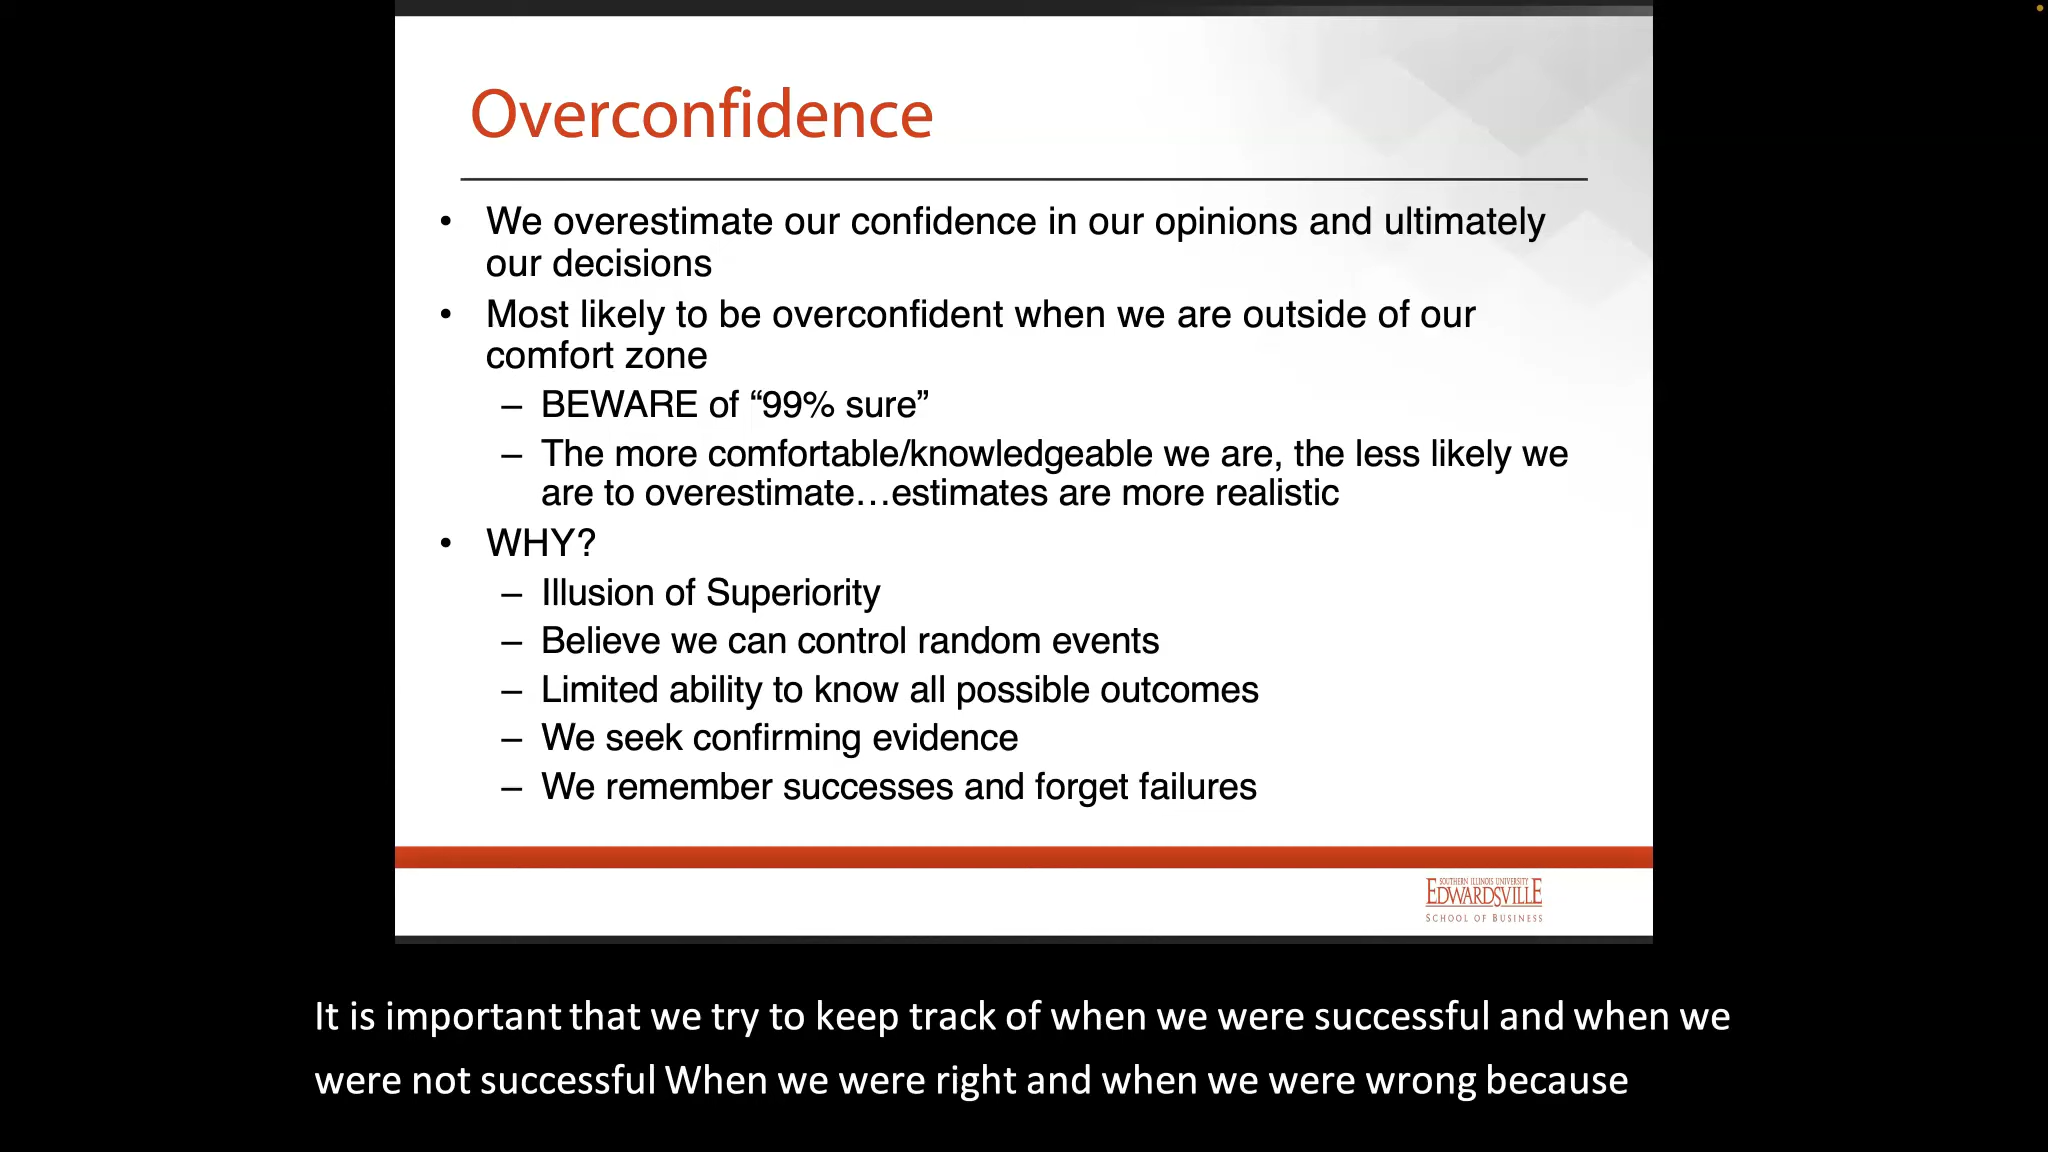 Overconfidence
• We overestimate our confidence in our opinions and ultimately
our decisions
• Most likely to be overconfident when we are outside of our
comfort zone
– BEWARE of “99% sure”
– The more comfortable/knowledgeable we are, the less likely we
are to overestimate…estimates are more realistic
• WHY?
– Illusion of Superiority
– Believe we can control random events
– Limited ability to know all possible outcomes
– We seek confirming evidence
– We remember successes and forget failures
SOUTHERN ILLINOIS UNIVERSITY
EDWARDSVILLE
SCHOOL OF BUSINESS
It is important that we try to keep track of when we were successful and when we
were not successful When we were right and when we were wrong because